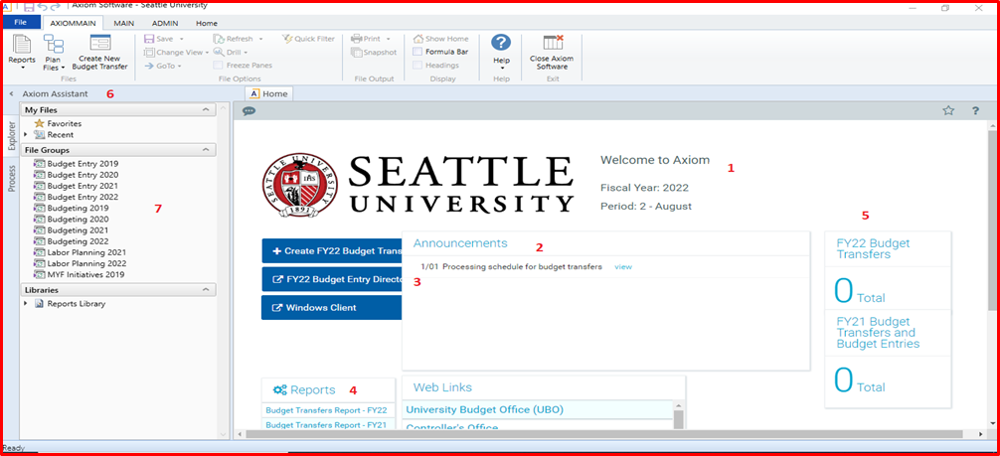 Axiom Software - Seattle University
File AXIOMMAIN MAIN ADMIN Home
Reports
Plan Files
Create New Budget Transfer
Files
Save
Change View
GoTo
Refresh
Drill
Freeze Panes
Quick Filter
File Options
Print
Snapshot
File Output
Show Home
Formula Bar
Headings
Display
Help
Help
Close Axiom Software
Exit
Axiom Assistant 6
A Home
Explorer
Process
My Files
Favorites
Recent
File Groups
Budget Entry 2019
Budget Entry 2020
Budget Entry 2021
Budget Entry 2022
Budgeting 2019
7
Budgeting 2020
Budgeting 2021
Budgeting 2022
Labor Planning 2021
Labor Planning 2022
MYF Initiatives 2019
Libraries
Reports Library
?
SEATTLE UNIVERSITY
1891
SEATTLE
UNIVERSITY
Welcome to Axiom
1
Fiscal Year: 2022
Period: 2 - August
+ Create FY22 Budget Trans
FY22 Budget Entry Directo
Windows Client
Announcements 2
1/01 Processing schedule for budget transfers view
3
5
FY22 Budget
Transfers
0 Total
FY21 Budget
Transfers and
Budget Entries
0 Total
Reports 4
Budget Transfers Report - FY22
Budget Transfers Report - FY21
Web Links
University Budget Office (UBO)
Controller's Office
Ready